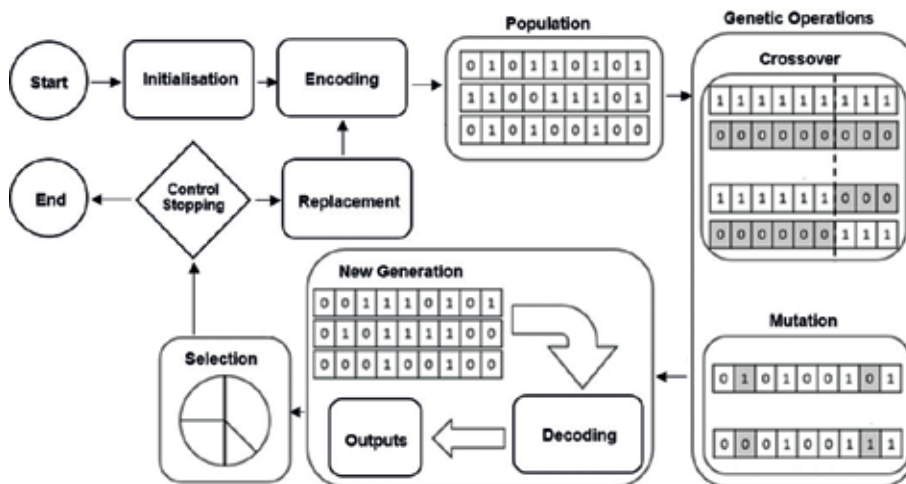 Population
Genetic Operations
Start
Initialisation
Encoding
0 1 0 1 1 0 1 0 1
1 1 0 0 1 1 1 0 1
0 1 0 1 0 0 1 0 0
Crossover
1 1 1 1 1 1 1 1 1
0 0 0 0 0 0 0 0 0
1 1 1 1 1 1 0 0 0
0 0 0 0 0 0 1 1 1
End
Control
Stopping
Replacement
New Generation
0 0 1 1 1 0 1 0 1
0 1 0 1 1 1 1 0 0
0 0 0 1 0 0 1 0 0
Mutation
0 1 0 1 0 0 1 0 1
0 0 0 1 0 0 1 1 1
Selection
Outputs
Decoding